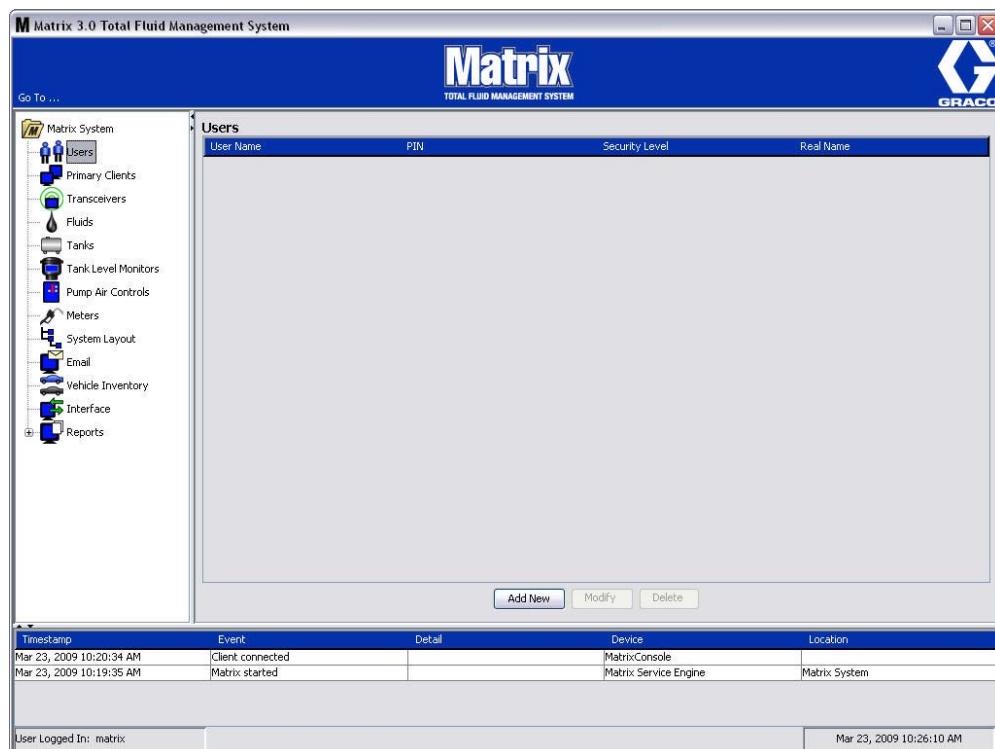 M Matrix 3.0 Total Fluid Management System
Matrix
TOTAL FLUID MANAGEMENT SYSTEM
G®
GRACO
Go To ...
M Matrix System
Users
Primary Clients
Transceivers
Fluids
Tanks
Tank Level Monitors
Pump Air Controls
Meters
System Layout
Email
Vehicle Inventory
Interface
Reports
Users
User Name PIN Security Level Real Name
Add New Modify Delete
Timestamp Event Detail Device Location
Mar 23, 2009 10:20:34 AM Client connected MatrixConsole
Mar 23, 2009 10:19:35 AM Matrix started Matrix Service Engine Matrix System
User Logged In: matrix Mar 23, 2009 10:26:10 AM